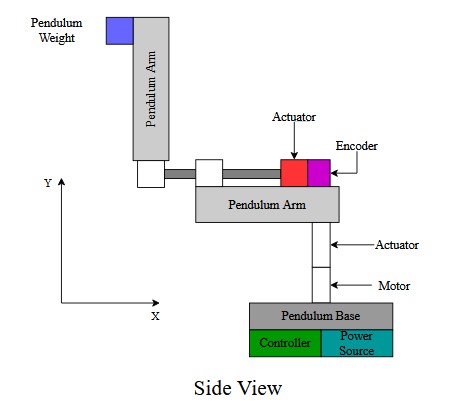 Pendulum
Weight
Pendulum Arm
Actuator
Encoder
Y
Pendulum Arm
Actuator
Motor
X
Pendulum Base
Controller
Power
Source
Side View